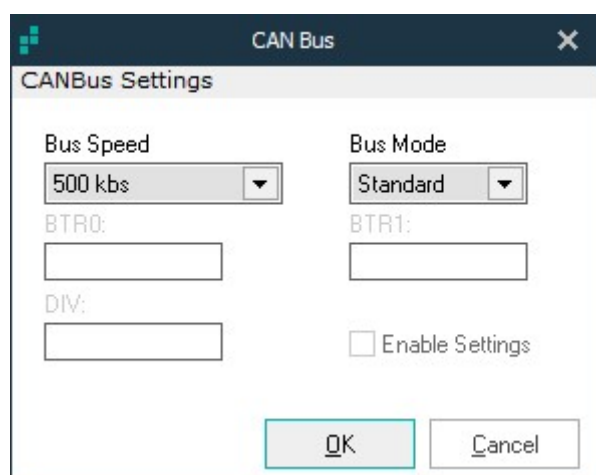 CAN Bus
CANBus Settings
Bus Speed Bus Mode
500 kbs Standard
BTR0: BTR1:
DIV:
Enable Settings
OK Cancel